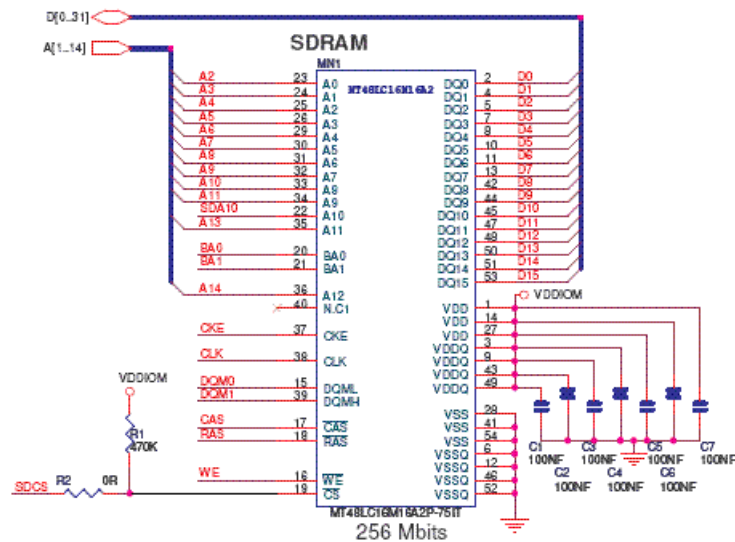 D[0..31]
A[1..14]
SDRAM
MN1
MT48LC16M16A2
A2 23 A0 DQ0 2 D0
A3 24 A1 DQ1 4 D1
A4 25 A2 DQ2 5 D2
A5 26 A3 DQ3 7 D3
A6 29 A4 DQ4 8 D4
A7 30 A5 DQ5 10 D5
A8 31 A6 DQ6 11 D6
A9 32 A7 DQ7 13 D7
A10 33 A8 DQ8 42 D8
A11 34 A9 DQ9 44 D9
SDA10 22 A10 DQ10 45 D10
A13 35 A11 DQ11 47 D11
DQ12 48 D12
BA0 20 BA0 DQ13 50 D13
BA1 21 BA1 DQ14 51 D14
DQ15 53 D15
A14 36 A12
VDDIOM
40 N.C1 VDD 1
VDD 14
CKE 37 CKE VDD 27
VDDQ 3
CLK 38 CLK VDDQ 9
VDDQ 43
DQM0 15 DQML VDDQ 49
DQM1 39 DQMH
VDDIOM
VSS 28
CAS 17 CAS VSS 41
RAS 18 RAS VSS 54
VSSQ 6
VSSQ 12
WE 16 WE VSSQ 46
19 CS VSSQ 52
R1
470K
R2 0R
SDCS
C1 C3 C5 C7
100NF 100NF 100NF 100NF
C2 C4 C6
100NF 100NF 100NF
MT48LC16M16A2P-75IT
256 Mbits